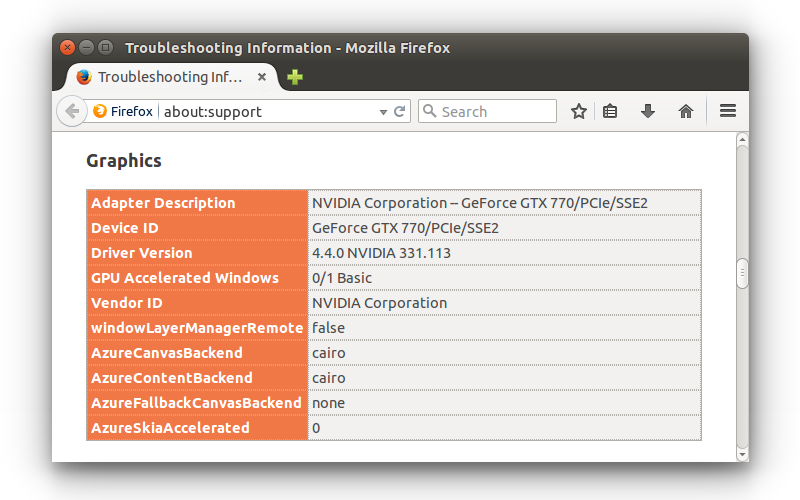 Troubleshooting Information - Mozilla Firefox
Troubleshooting Inf...
Firefox about:support Search
Graphics
Adapter Description NVIDIA Corporation -- GeForce GTX 770/PCIe/SSE2
Device ID GeForce GTX 770/PCIe/SSE2
Driver Version 4.4.0 NVIDIA 331.113
GPU Accelerated Windows 0/1 Basic
Vendor ID NVIDIA Corporation
windowLayerManagerRemote false
AzureCanvasBackend cairo
AzureContentBackend cairo
AzureFallbackCanvasBackend none
AzureSkiaAccelerated 0